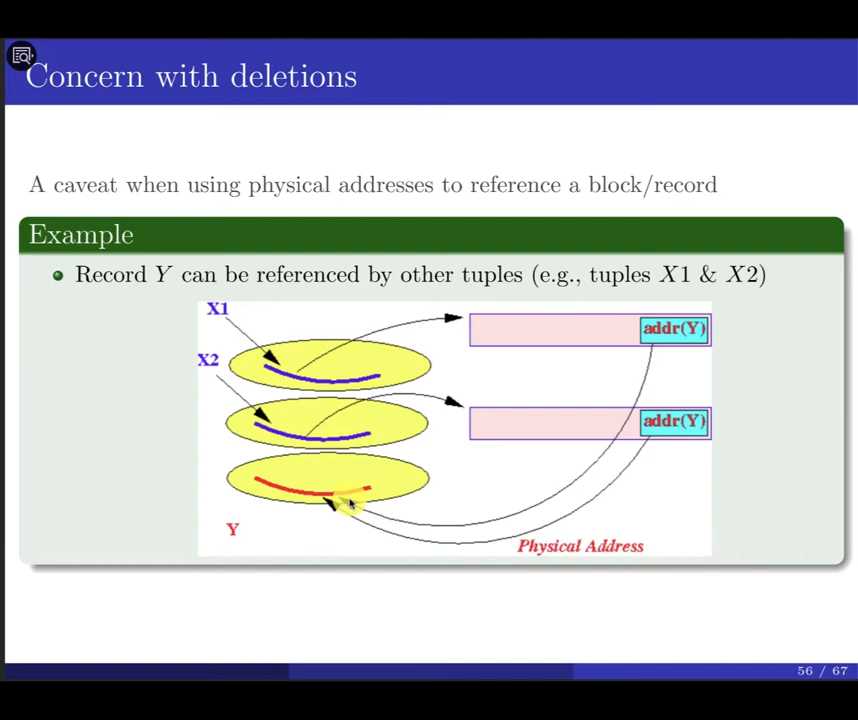 Concern with deletions
A caveat when using physical addresses to reference a block/record
Example
Record Y can be referenced by other tuples (e.g., tuples X1 & X2)
X1
addr(Y)
X2
addr(Y)
Y
Physical Address
56 / 67